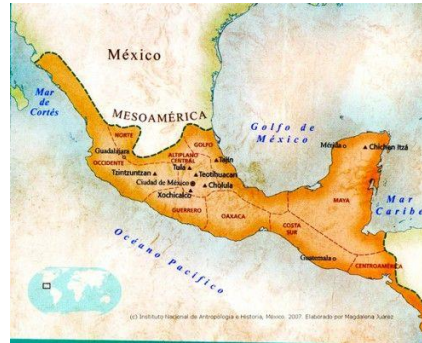 México
Mar
de
Cortés
MESOAMÉRICA
NORTE
GOLFO
Golfo de
México
Guadalajara
ALTIPLANO
CENTRAL
Tajín
Mérida
Chichen Itzá
OCCIDENTE
Tula
Teotihuacan
Tzintzuntzan
Ciudad de México
Cholula
Xochicalco
MAYA
Mar
Caribe
GUERRERO
OAXACA
COSTA
SUR
Guatemala
CENTROAMÉRICA
Océano Pacífico
(c) Instituto Nacional de Antropología e Historia, México. 2007. Elaborado por Magdalena Juárez